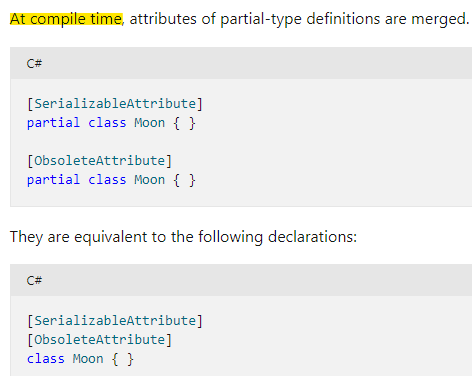 At compile time, attributes of partial-type definitions are merged.
C#
[SerializableAttribute]
partial class Moon { }
[ObsoleteAttribute]
partial class Moon { }
They are equivalent to the following declarations:
C#
[SerializableAttribute]
[ObsoleteAttribute]
class Moon { }